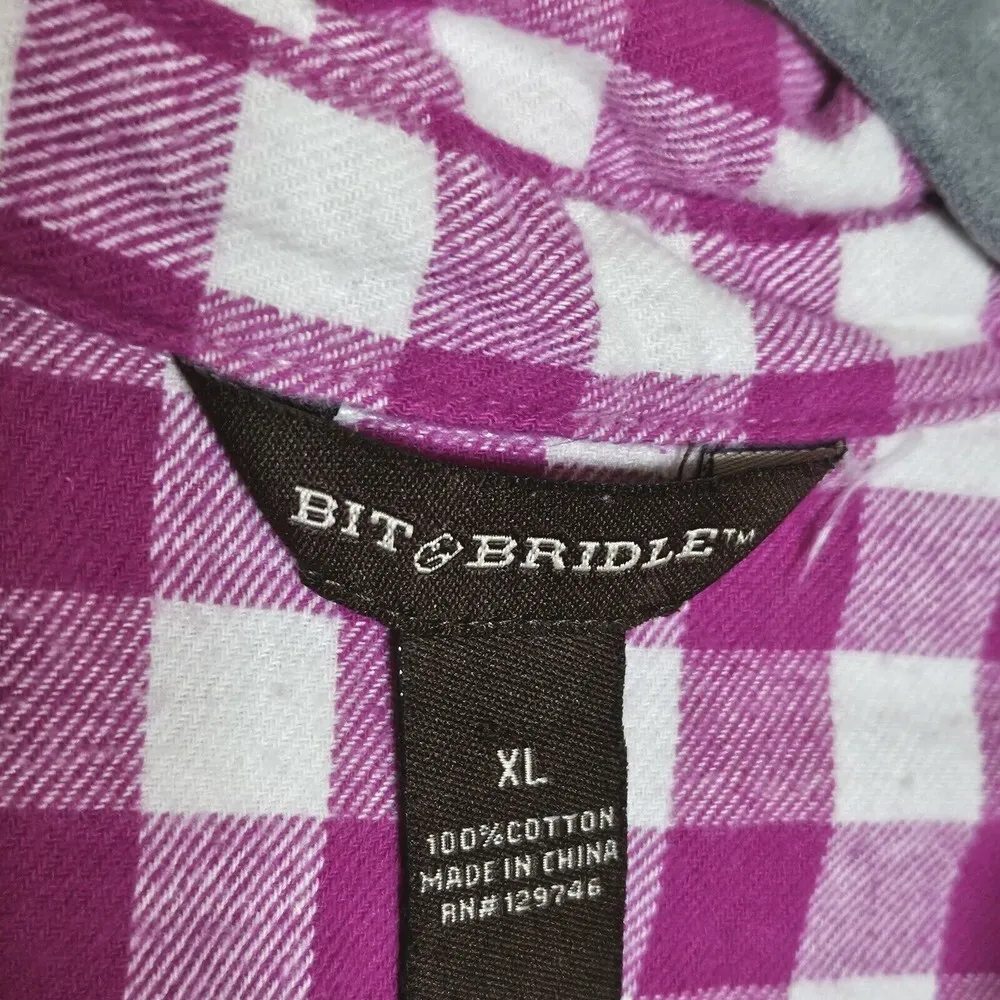 BIT & BRIDLE™
XL
100%COTTON
MADE IN CHINA
RN#129746